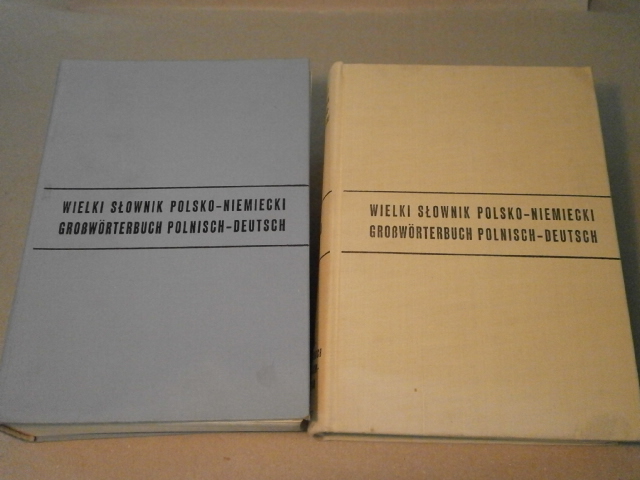 WIELKI SŁOWNIK POLSKO-NIEMIECKI
GROẞWÖRTERBUCH POLNISCH-DEUTSCH
WIELKI SŁOWNIK POLSKO-NIEMIECKI
GROẞWÖRTERBUCH POLNISCH-DEUTSCH